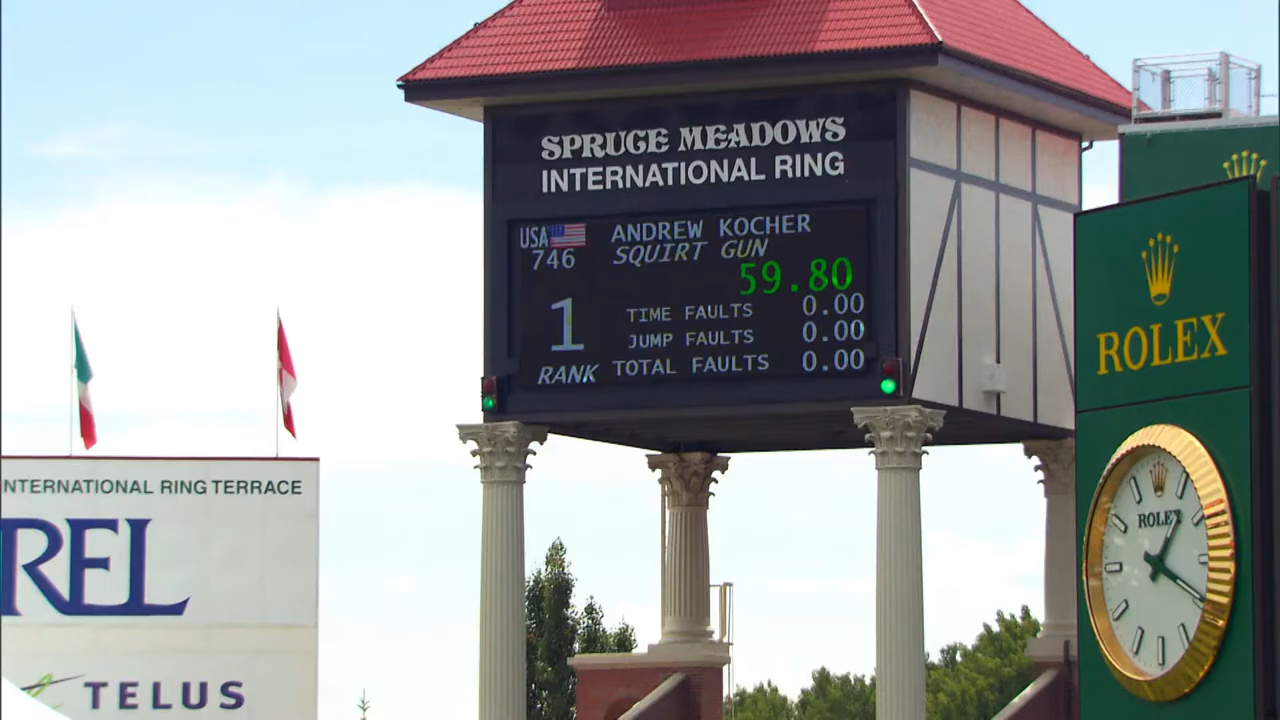 SPRUCE MEADOWS
INTERNATIONAL RING
USA ANDREW KOCHER
746 SQUIRT GUN
59.80
1
TIME FAULTS 0.00
JUMP FAULTS 0.00
RANK TOTAL FAULTS 0.00
ROLEX
ROLEX
NTERNATIONAL RING TERRACE
REL
TELUS